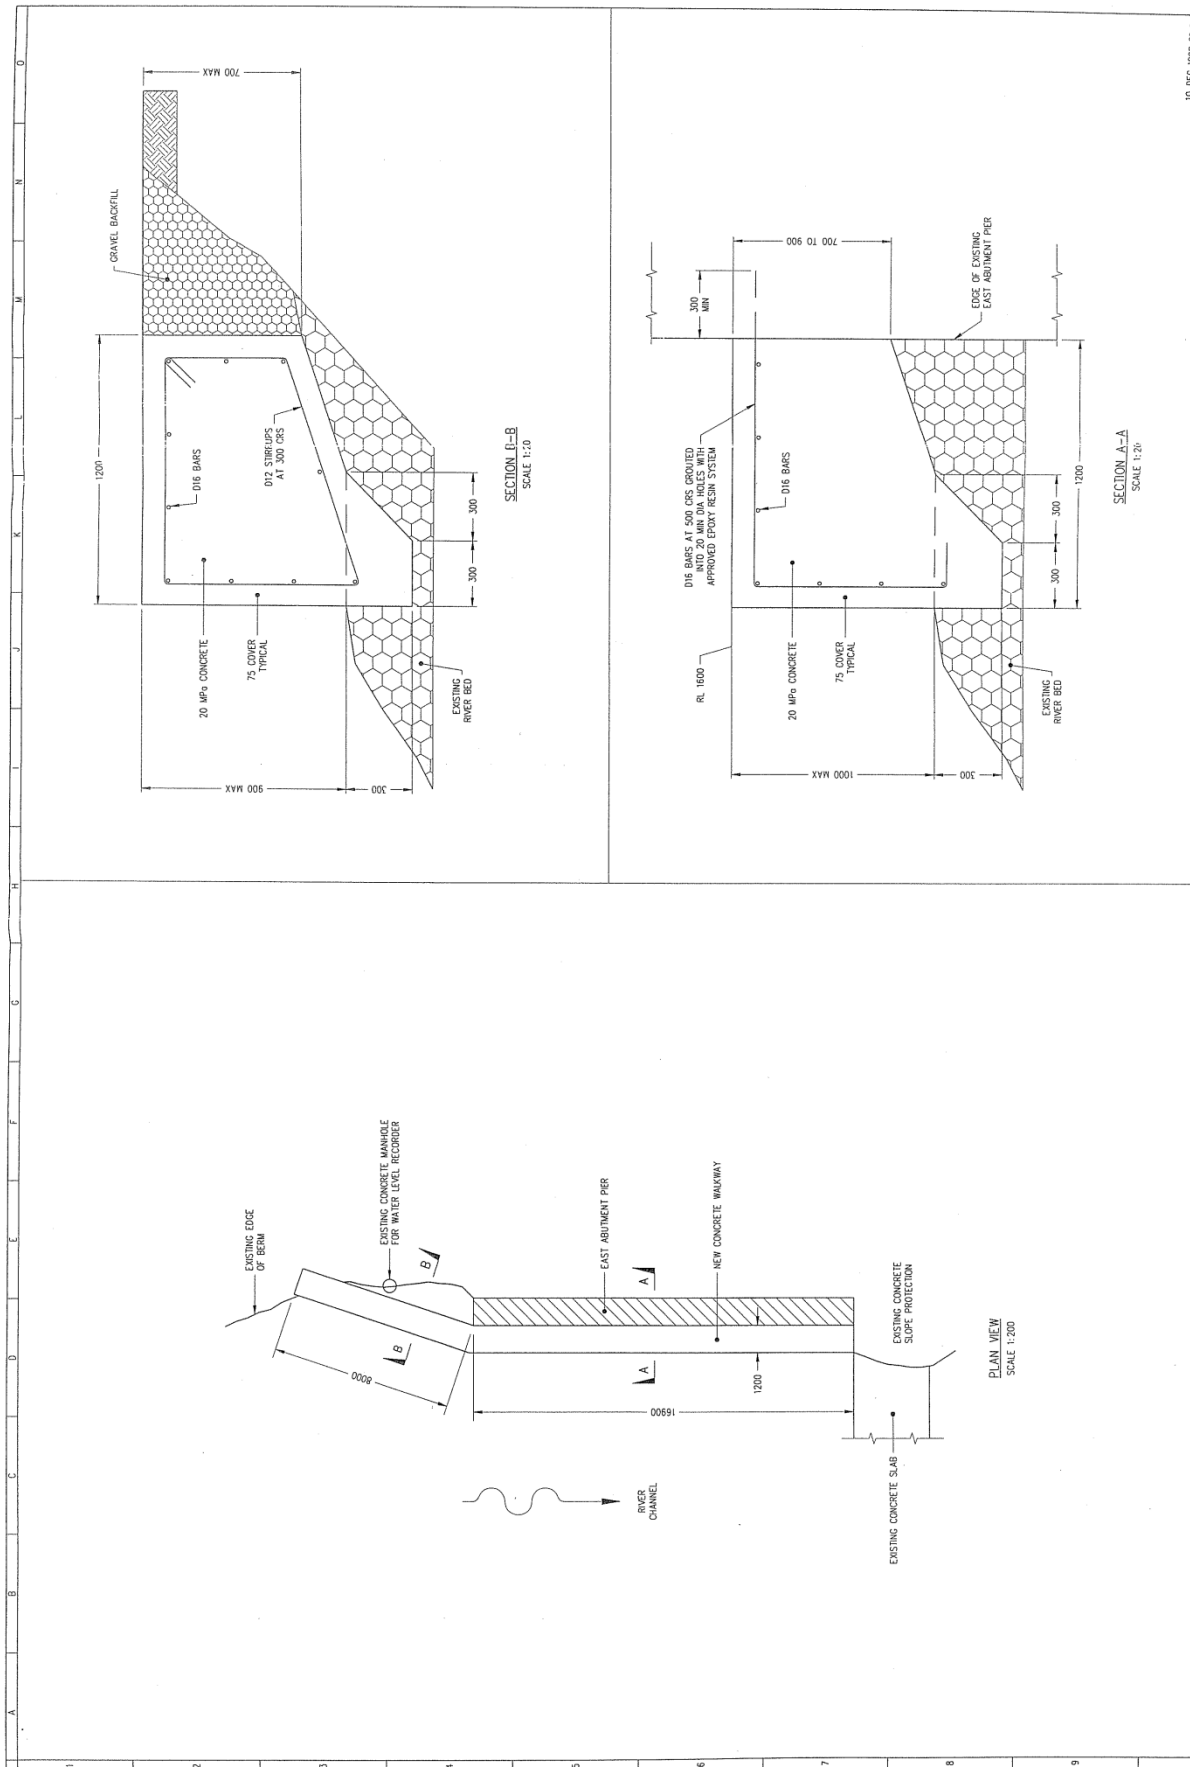 A
B
C
D
E
F
G
H
I
J
K
L
M
N
O
1
2
3
4
5
6
7
8
9
EXISTING EDGE
OF BERM
EXISTING CONCRETE MANHOLE
FOR WATER LEVEL RECORDER
B
B
8000
EAST ABUTMENT PIER
A
A
NEW CONCRETE WALKWAY
1200
16900
RIVER
CHANNEL
EXISTING CONCRETE
SLOPE PROTECTION
EXISTING CONCRETE SLAB
PLAN VIEW
SCALE 1:200
700 MAX
GRAVEL BACKFILL
1200
D16 BARS
D12 STIRRUPS
AT 300 CRS
20 MPa CONCRETE
75 COVER
TYPICAL
EXISTING
RIVER BED
900 MAX
300
300
300
SECTION B-B
SCALE 1:20
700 TO 900
300
MIN
EDGE OF EXISTING
EAST ABUTMENT PIER
D16 BARS AT 500 CRS GROUTED
INTO 20 MIN DIA HOLES WITH
APPROVED EPOXY RESIN SYSTEM
D16 BARS
RL 1600
20 MPa CONCRETE
75 COVER
TYPICAL
EXISTING
RIVER BED
1000 MAX
300
300
300
1200
SECTION A-A
SCALE 1:20